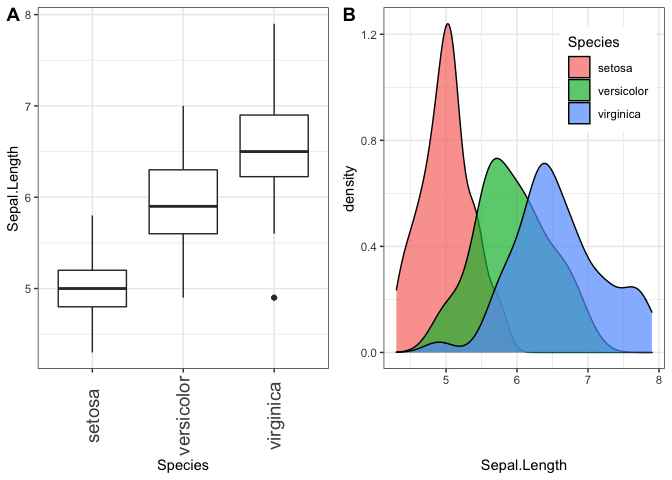 A
Sepal.Length
8
7
6
5
setosa
versicolor
virginica
Species
B
density
1.2
0.8
0.4
0.0
Species
setosa
versicolor
virginica
5 6 7 8
Sepal.Length